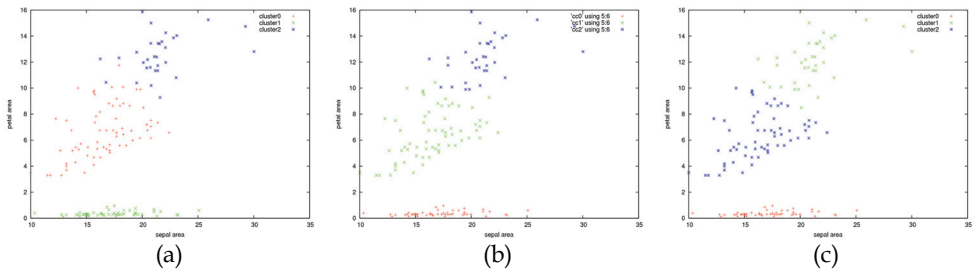 16
14
12
10
8
6
4
2
0
petal area
10 15 20 25 30 35
sepal area
cluster0
cluster1
cluster2
(a)
16
14
12
10
8
6
4
2
0
petal area
10 15 20 25 30 35
sepal area
'cc0' using 5:6
'cc1' using 5:6
'cc2' using 5:6
(b)
16
14
12
10
8
6
4
2
0
petal area
10 15 20 25 30 35
sepal area
cluster0
cluster1
cluster2
(c)